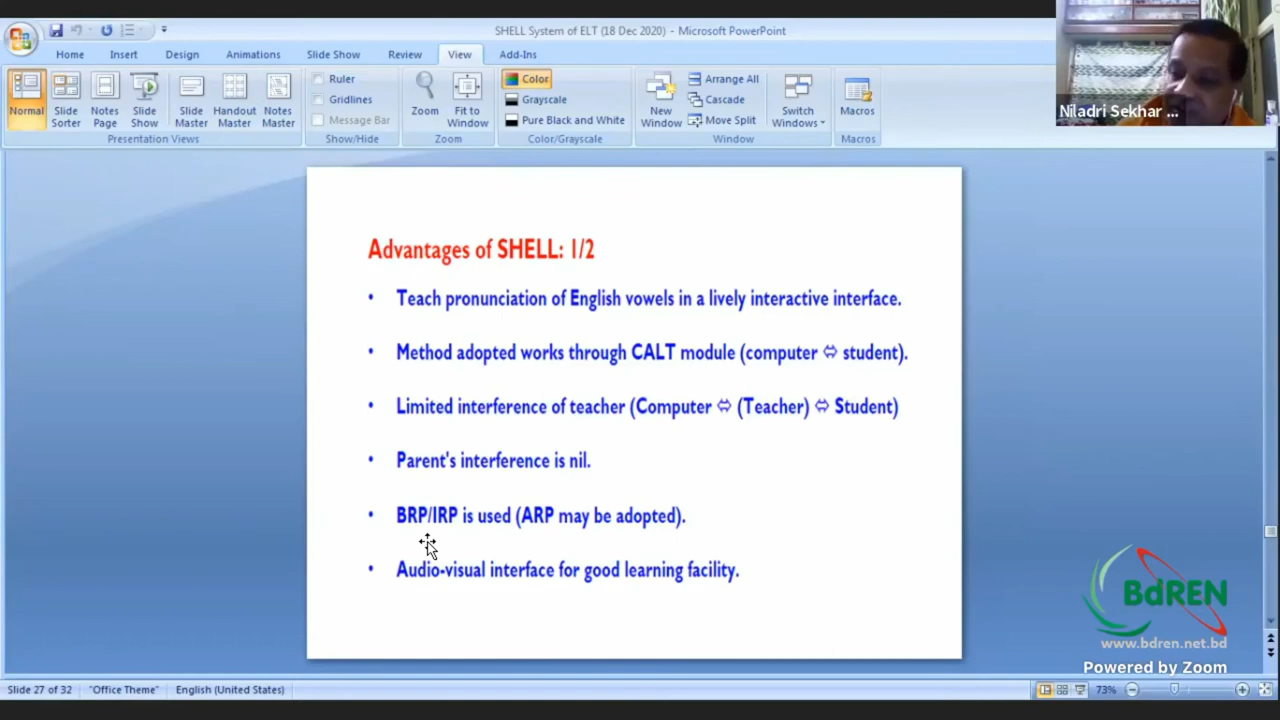 SHELL System of ELT (18 Dec 2020) - Microsoft PowerPoint
Home Insert Design Animations Slide Show Review View Add-Ins
Normal
Slide Sorter
Notes Page
Slide Show
Slide Master
Handout Master
Notes Master
Presentation Views
Ruler
Gridlines
Message Bar
Show/Hide
Zoom
Fit to Window
Zoom
Color
Grayscale
Pure Black and White
Color/Grayscale
New Window
Arrange All
Cascade
Move Split
Switch Windows
Window
Macros
Macros
Niladri Sekhar ...
Advantages of SHELL: 1/2
• Teach pronunciation of English vowels in a lively interactive interface.
• Method adopted works through CALT module (computer ⇔ student).
• Limited interference of teacher (Computer ⇔ (Teacher) ⇔ Student)
• Parent's interference is nil.
• BRP/IRP is used (ARP may be adopted).
• Audio-visual interface for good learning facility.
BdREN
www.bdren.net.bd
Powered by Zoom
Slide 27 of 32 "Office Theme" English (United States) 73%